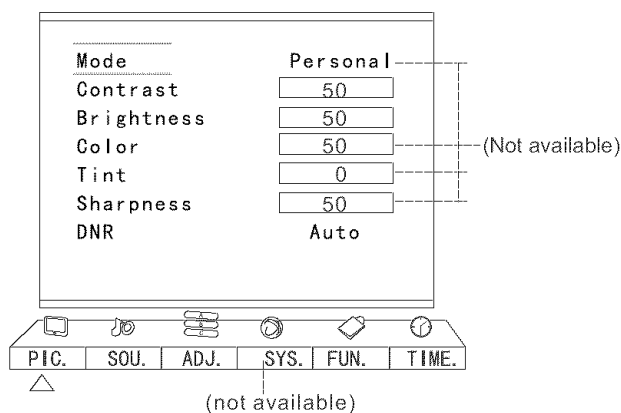 Mode Personal
Contrast 50
Brightness 50
Color 50 (Not available)
Tint 0
Sharpness 50
DNR Auto
PIC. SOU. ADJ. SYS. FUN. TIME.
(not available)